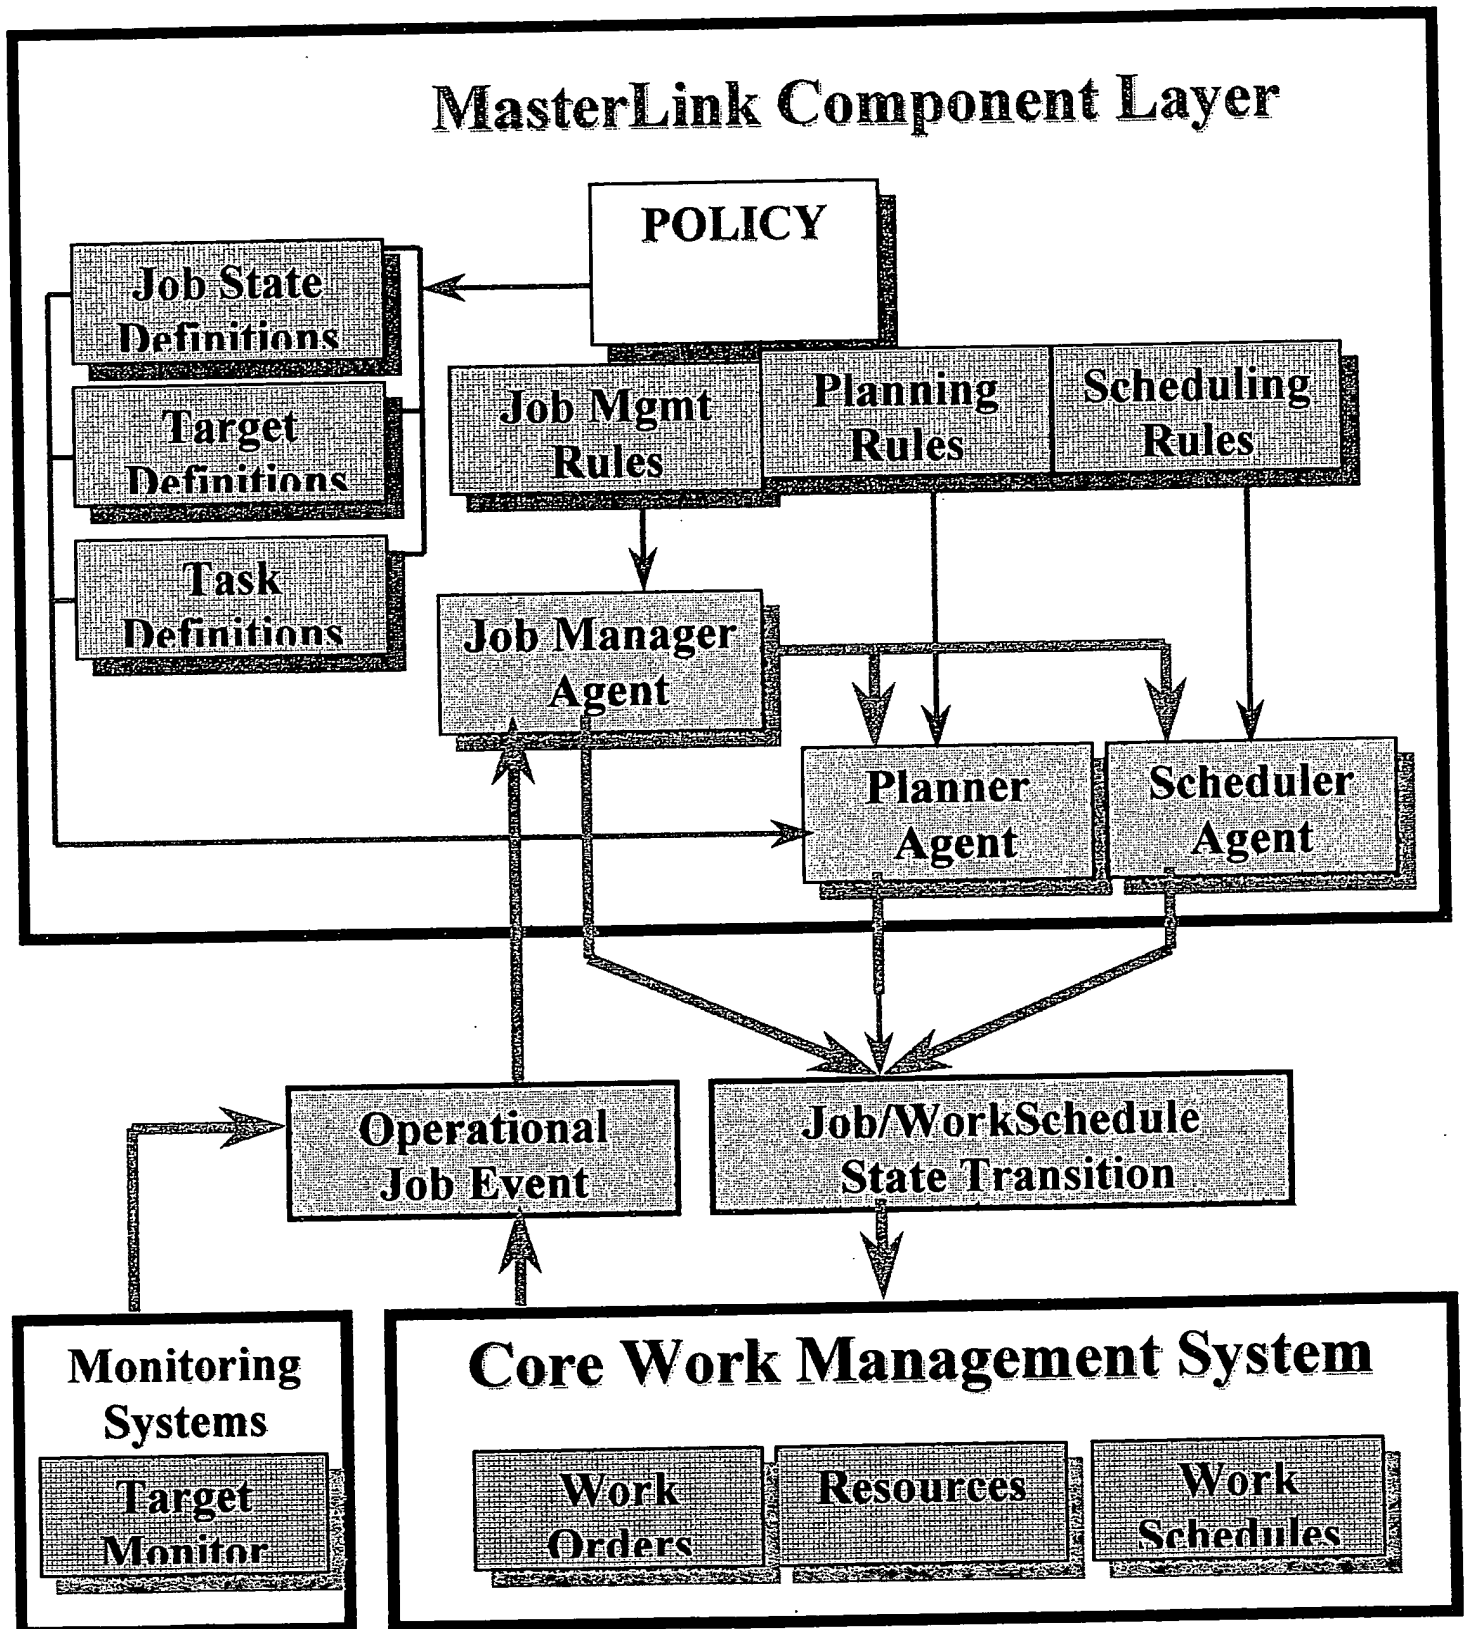 MasterLink Component Layer
POLICY
Job State
Definitions
Target
Definitions
Task
Definitions
Job Mgmt
Rules
Planning
Rules
Scheduling
Rules
Job Manager
Agent
Planner
Agent
Scheduler
Agent
Operational
Job Event
Job/WorkSchedule
State Transition
Monitoring
Systems
Target
Monitor
Core Work Management System
Work
Orders
Resources
Work
Schedules